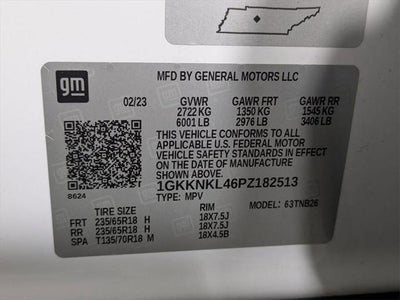 gm
MFD BY GENERAL MOTORS LLC
02/23 GVWR GAWR FRT GAWR RR
2722 KG 1350 KG 1545 KG
6001 LB 2976 LB 3406 LB
THIS VEHICLE CONFORMS TO ALL
APPLICABLE U.S. FEDERAL MOTOR
VEHICLE SAFETY STANDARDS IN
EFFECT ON THE DATE OF MANUFACTURE
SHOWN ABOVE.
1GKKNKL46PZ182513
8624 TYPE: MPV MODEL: 63TNB26
TIRE SIZE RIM
FRT 235/65R18 H 18X7.5J
RR 235/65R18 H 18X7.5J
SPA T135/70R18 M 18X4.5B